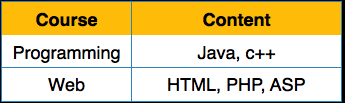 Course Content
Programming Java, c++
Web HTML, PHP, ASP